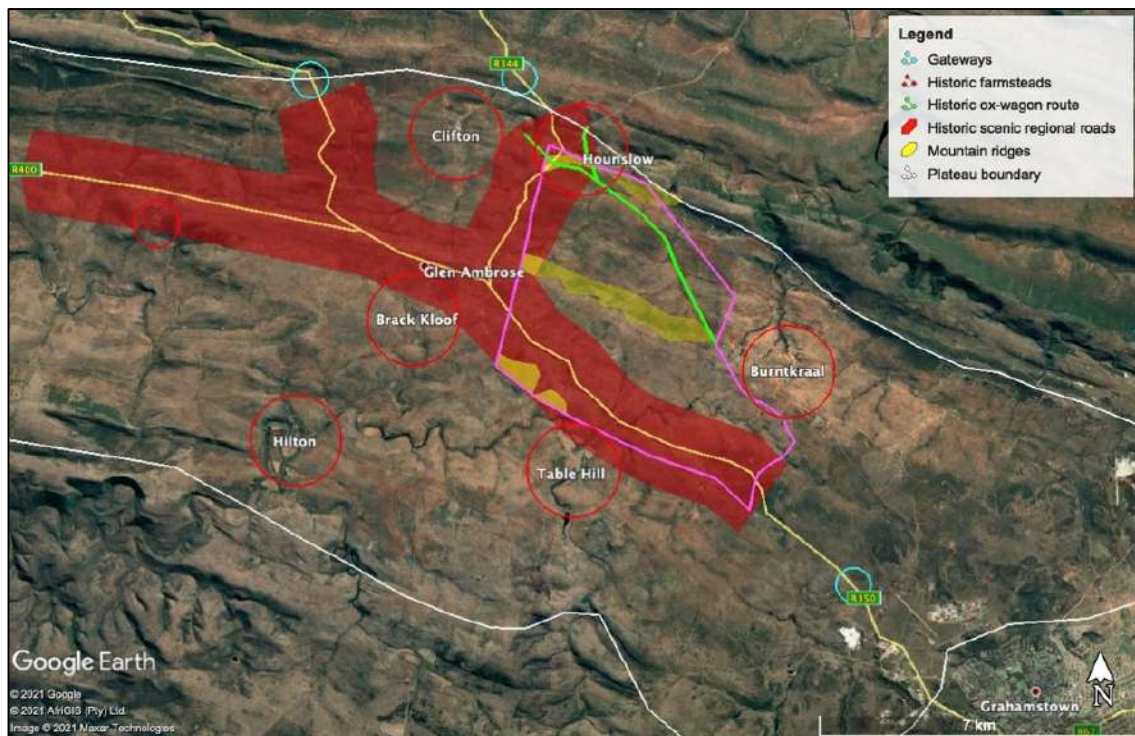 Legend
Gateways
Historic farmsteads
Historic ox-wagon route
Historic scenic regional roads
Mountain ridges
Plateau boundary
R344
Clifton
Hounslow
R400
Glen Ambrose
Brack Kloof
Burntkraal
Hilton
Table Hill
R350
Google Earth
© 2021 Google
© 2021 AfriGIS (Pty) Ltd.
Image © 2021 Maxar Technologies
Grahamstown
N
7 km
R67